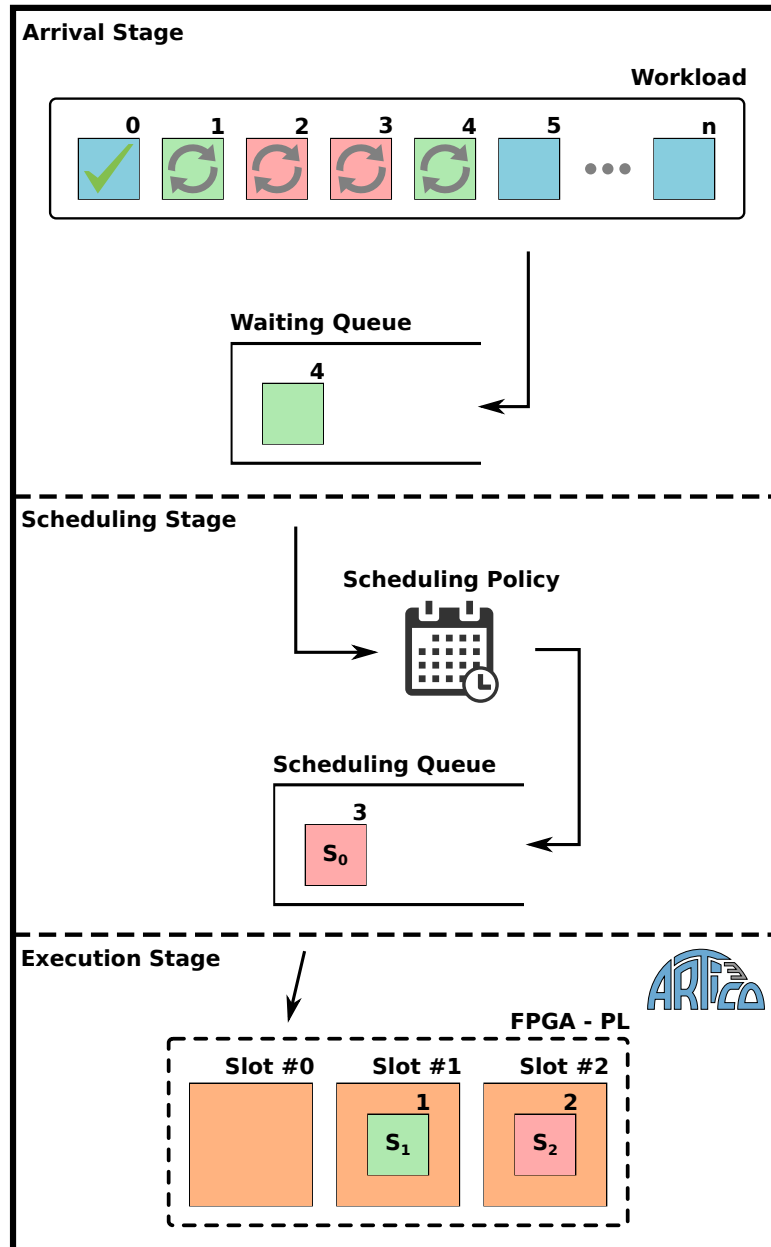 Arrival Stage
Workload
0 1 2 3 4 5 n
Waiting Queue
4
Scheduling Stage
Scheduling Policy
Scheduling Queue
3
S₀
Execution Stage
ARTICo3
FPGA - PL
Slot #0 Slot #1 Slot #2
1 2
S₁ S₂